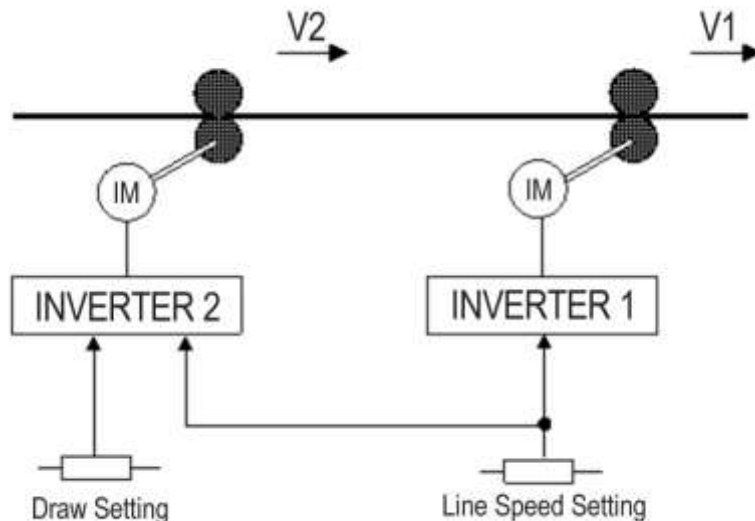 V2
V1
IM
IM
INVERTER 2
INVERTER 1
Draw Setting
Line Speed Setting